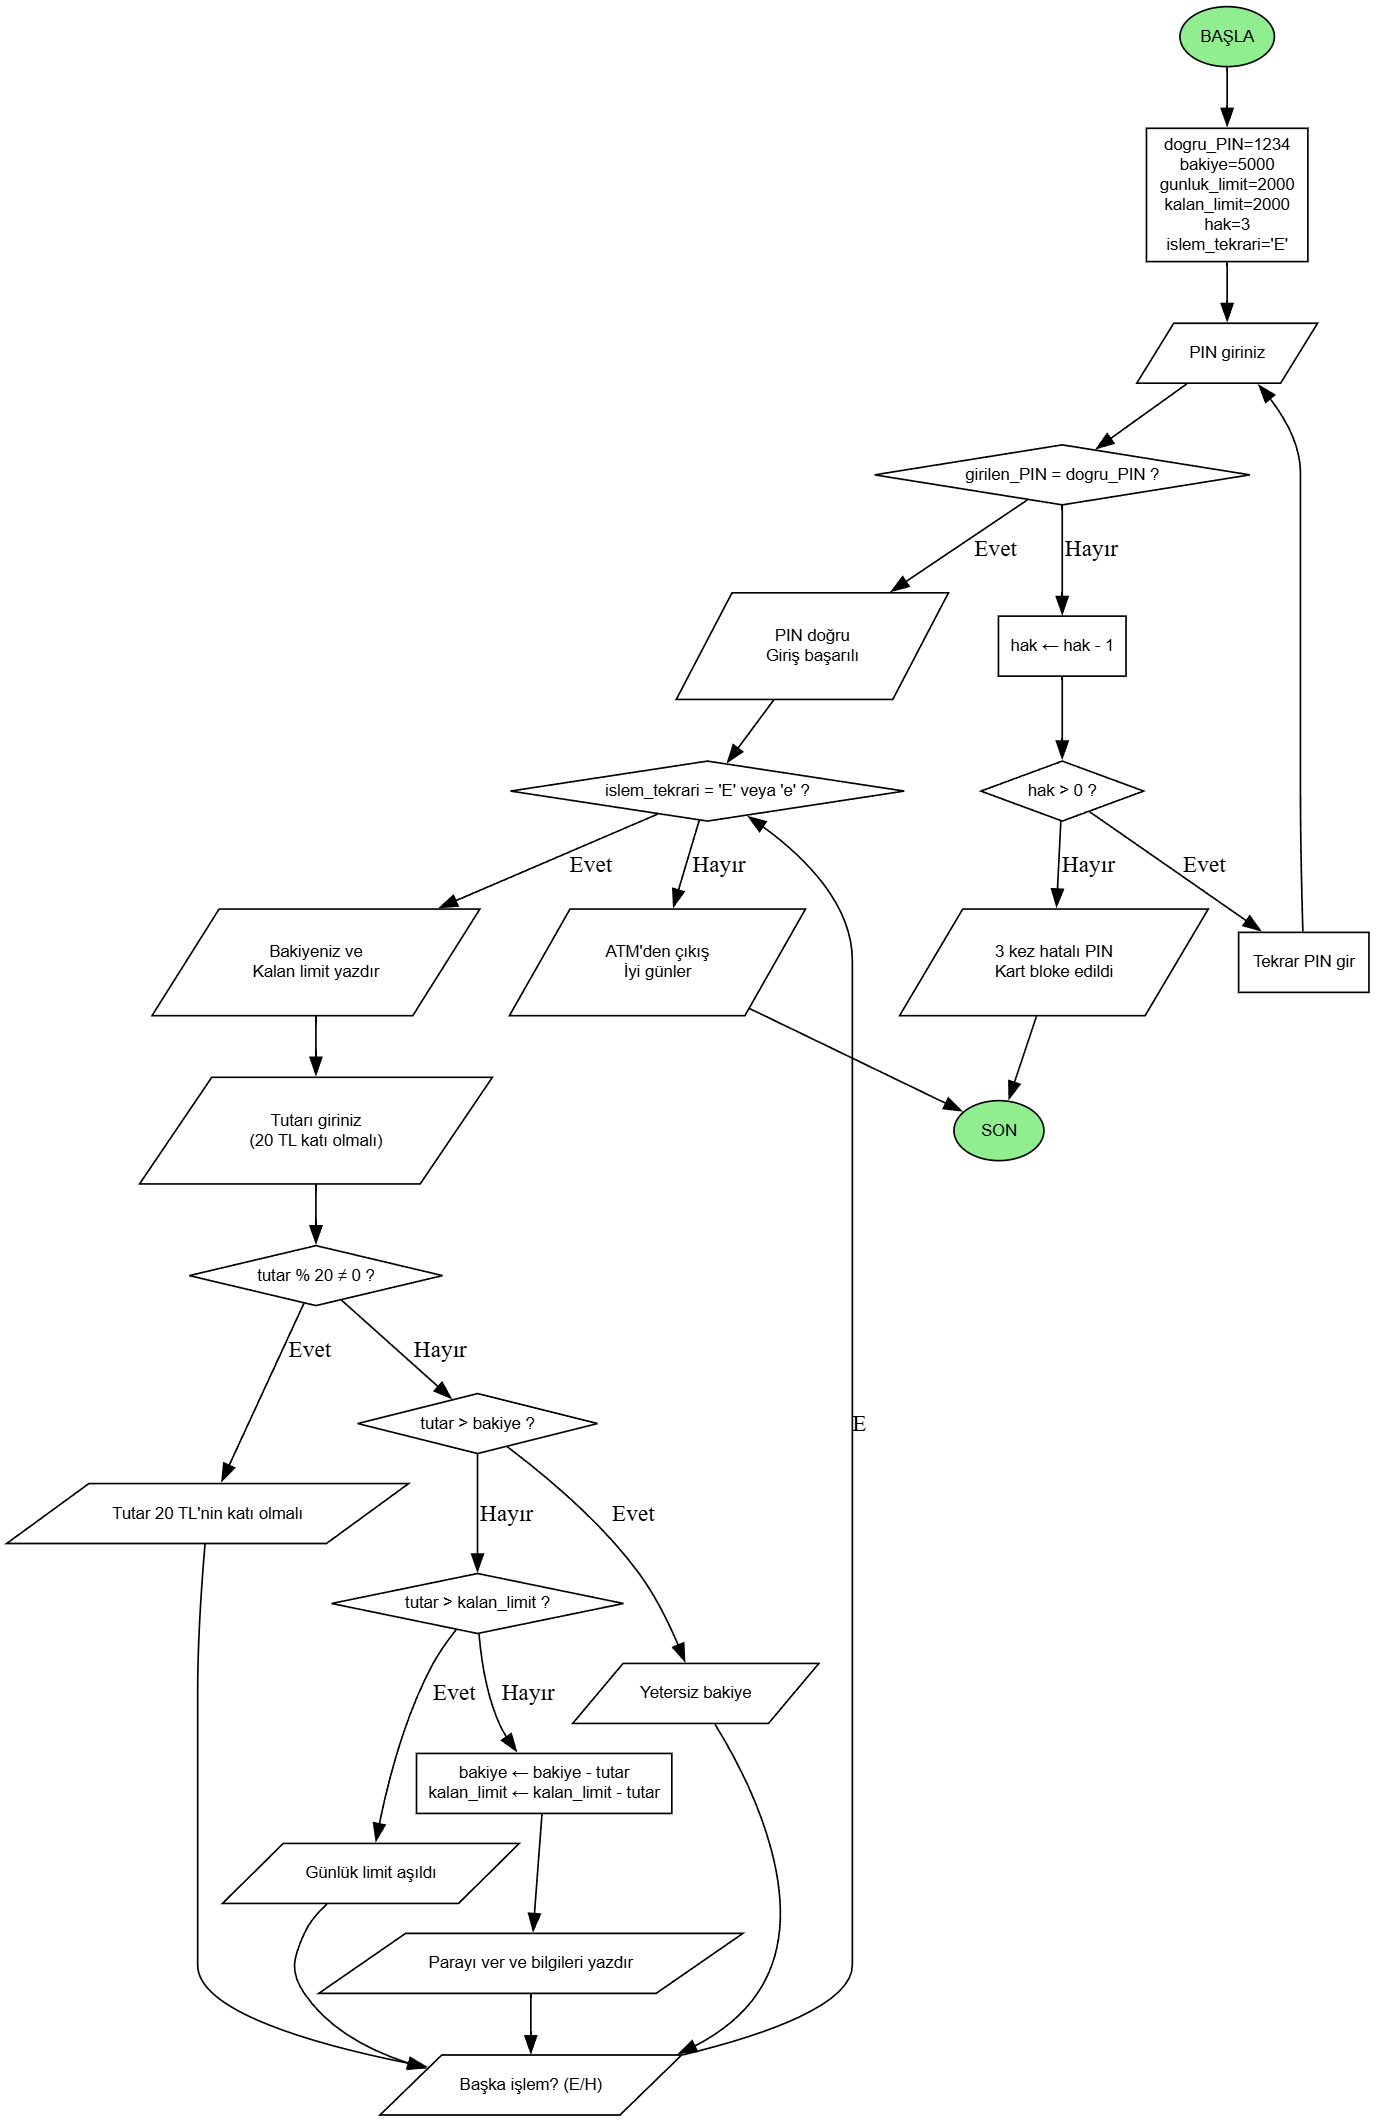 BAŞLA
dogru_PIN=1234
bakiye=5000
gunluk_limit=2000
kalan_limit=2000
hak=3
islem_tekrari='E'
PIN giriniz
girilen_PIN = dogru_PIN ?
Evet
Hayır
PIN doğru
Giriş başarılı
hak ← hak - 1
islem_tekrari = 'E' veya 'e' ?
hak > 0 ?
Evet
Hayır
Hayır
Evet
Bakiyeniz ve
Kalan limit yazdır
ATM'den çıkış
İyi günler
3 kez hatalı PIN
Kart bloke edildi
Tekrar PIN gir
Tutarı giriniz
(20 TL katı olmalı)
SON
tutar % 20 ≠ 0 ?
Evet
Hayır
tutar > bakiye ?
E
Tutar 20 TL'nin katı olmalı
Hayır
Evet
tutar > kalan_limit ?
Evet
Hayır
Yetersiz bakiye
bakiye ← bakiye - tutar
kalan_limit ← kalan_limit - tutar
Günlük limit aşıldı
Parayı ver ve bilgileri yazdır
Başka işlem? (E/H)